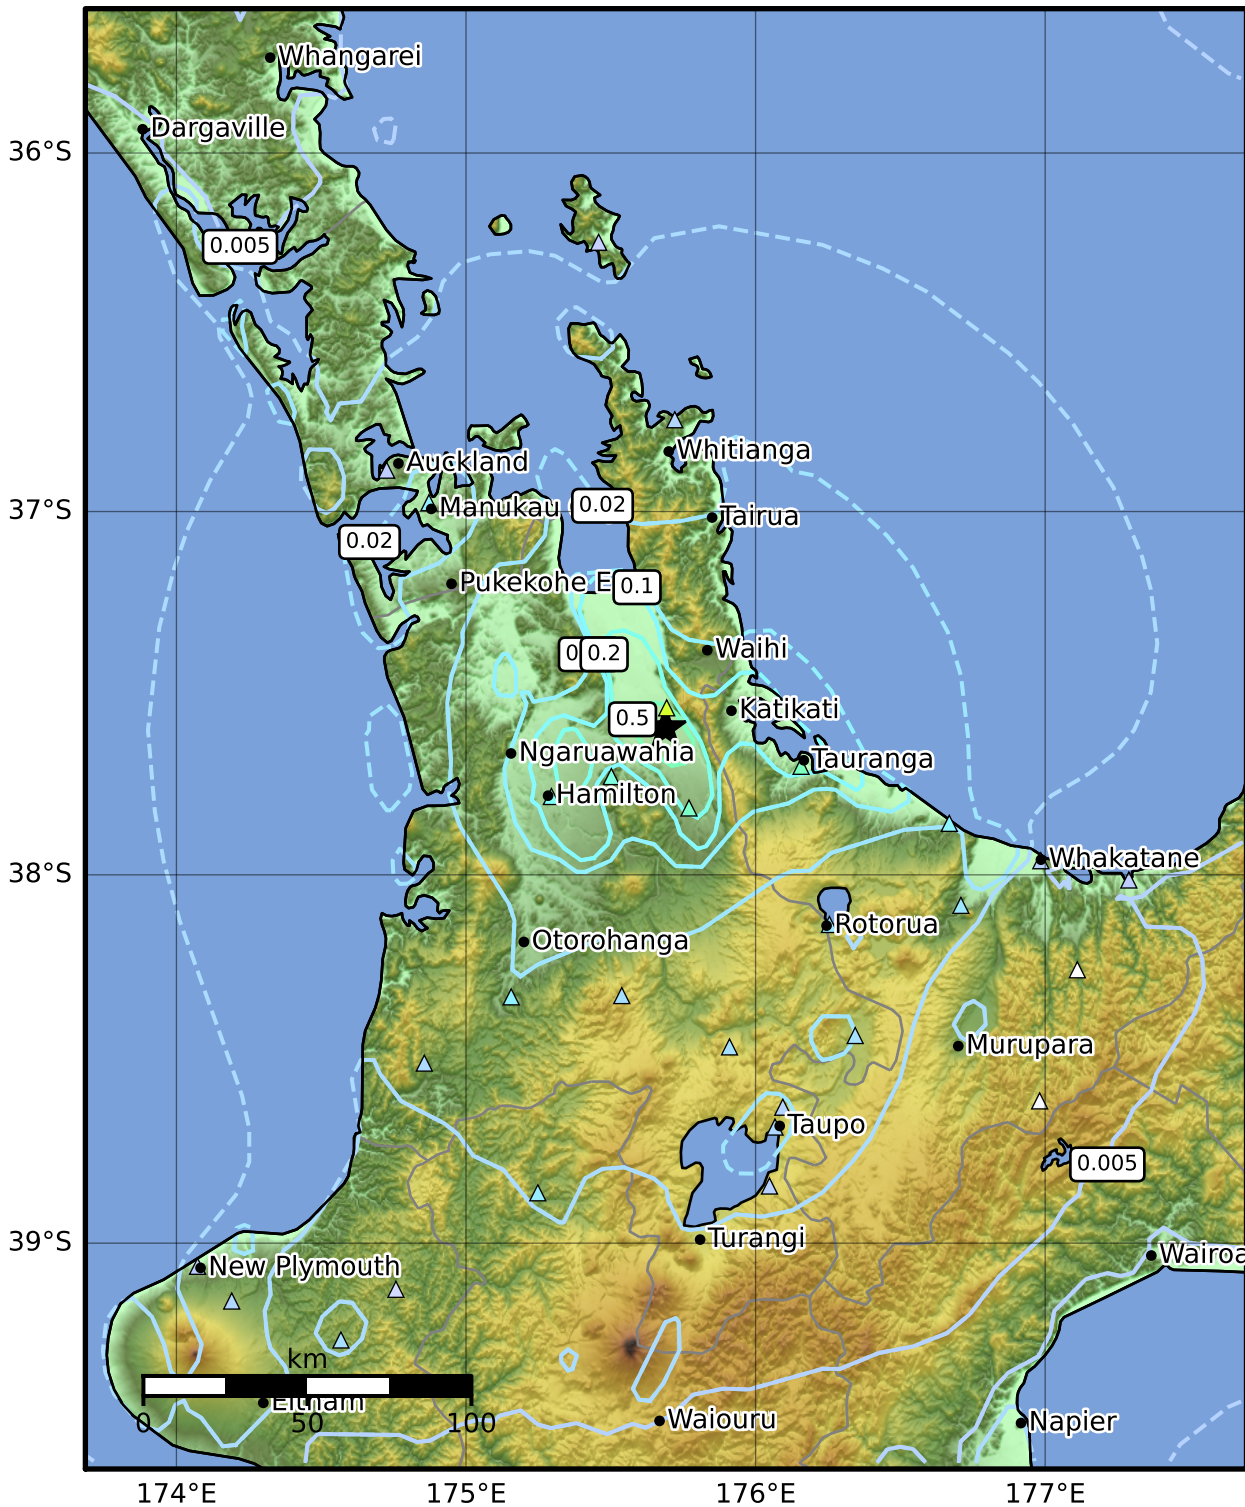 Whangarei
Dargaville
36°S
0.005
Whitianga
Auckland
Manukau
0.02
37°S
Tairua
0.02
Pukekohe E
0.1
Waihi
0.2
Katikati
0.5
Ngaruawahia
Tauranga
Hamilton
Whakatane
38°S
Rotorua
Otorohanga
Murupara
Taupo
0.005
39°S
Turangi
Wairoa
New Plymouth
km
Eltham
0 50 100
Waiouru
Napier
174°E 175°E 176°E 177°E